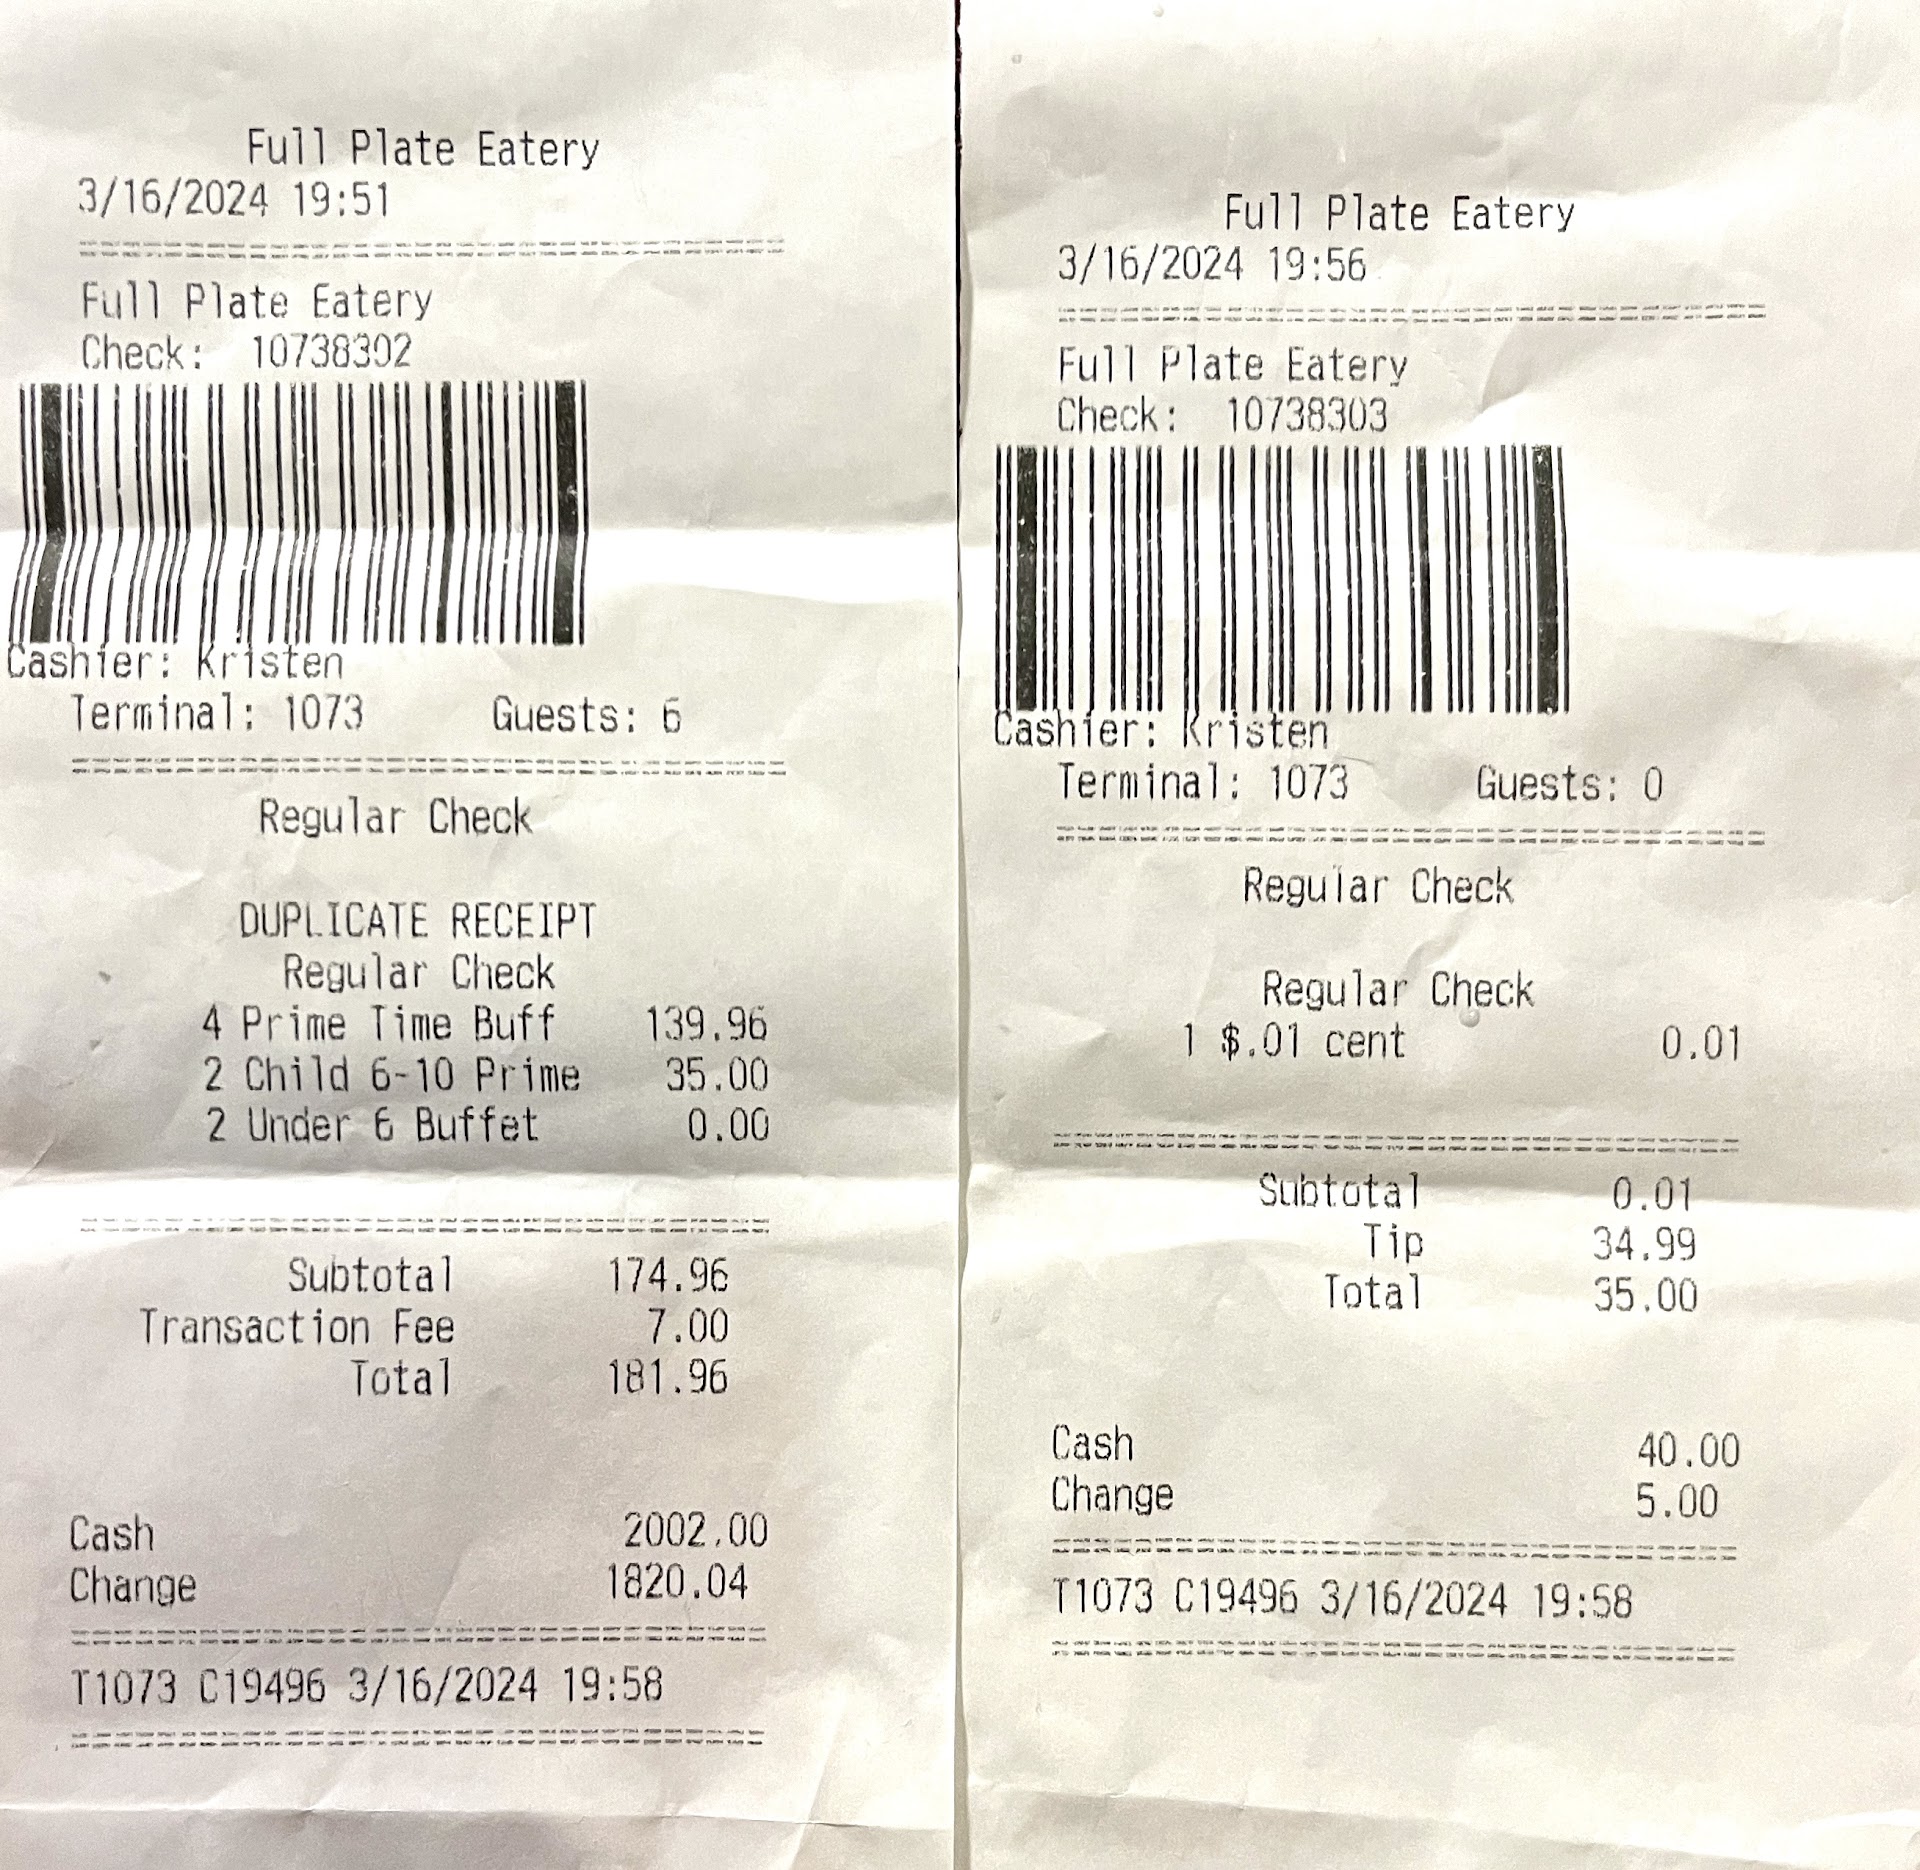 Full Plate Eatery
3/16/2024 19:51
Full Plate Eatery
Check: 10738302
Cashier: Kristen
Terminal: 1073 Guests: 6
Regular Check
DUPLICATE RECEIPT
Regular Check
4 Prime Time Buff 139.96
2 Child 6-10 Prime 35.00
2 Under 6 Buffet 0.00
Subtotal 174.96
Transaction Fee 7.00
Total 181.96
Cash 2002.00
Change 1820.04
T1073 C19496 3/16/2024 19:58
Full Plate Eatery
3/16/2024 19:56
Full Plate Eatery
Check: 10738303
Cashier: Kristen
Terminal: 1073 Guests: 0
Regular Check
Regular Check
1 $.01 cent 0.01
Subtotal 0.01
Tip 34.99
Total 35.00
Cash 40.00
Change 5.00
T1073 C19496 3/16/2024 19:58